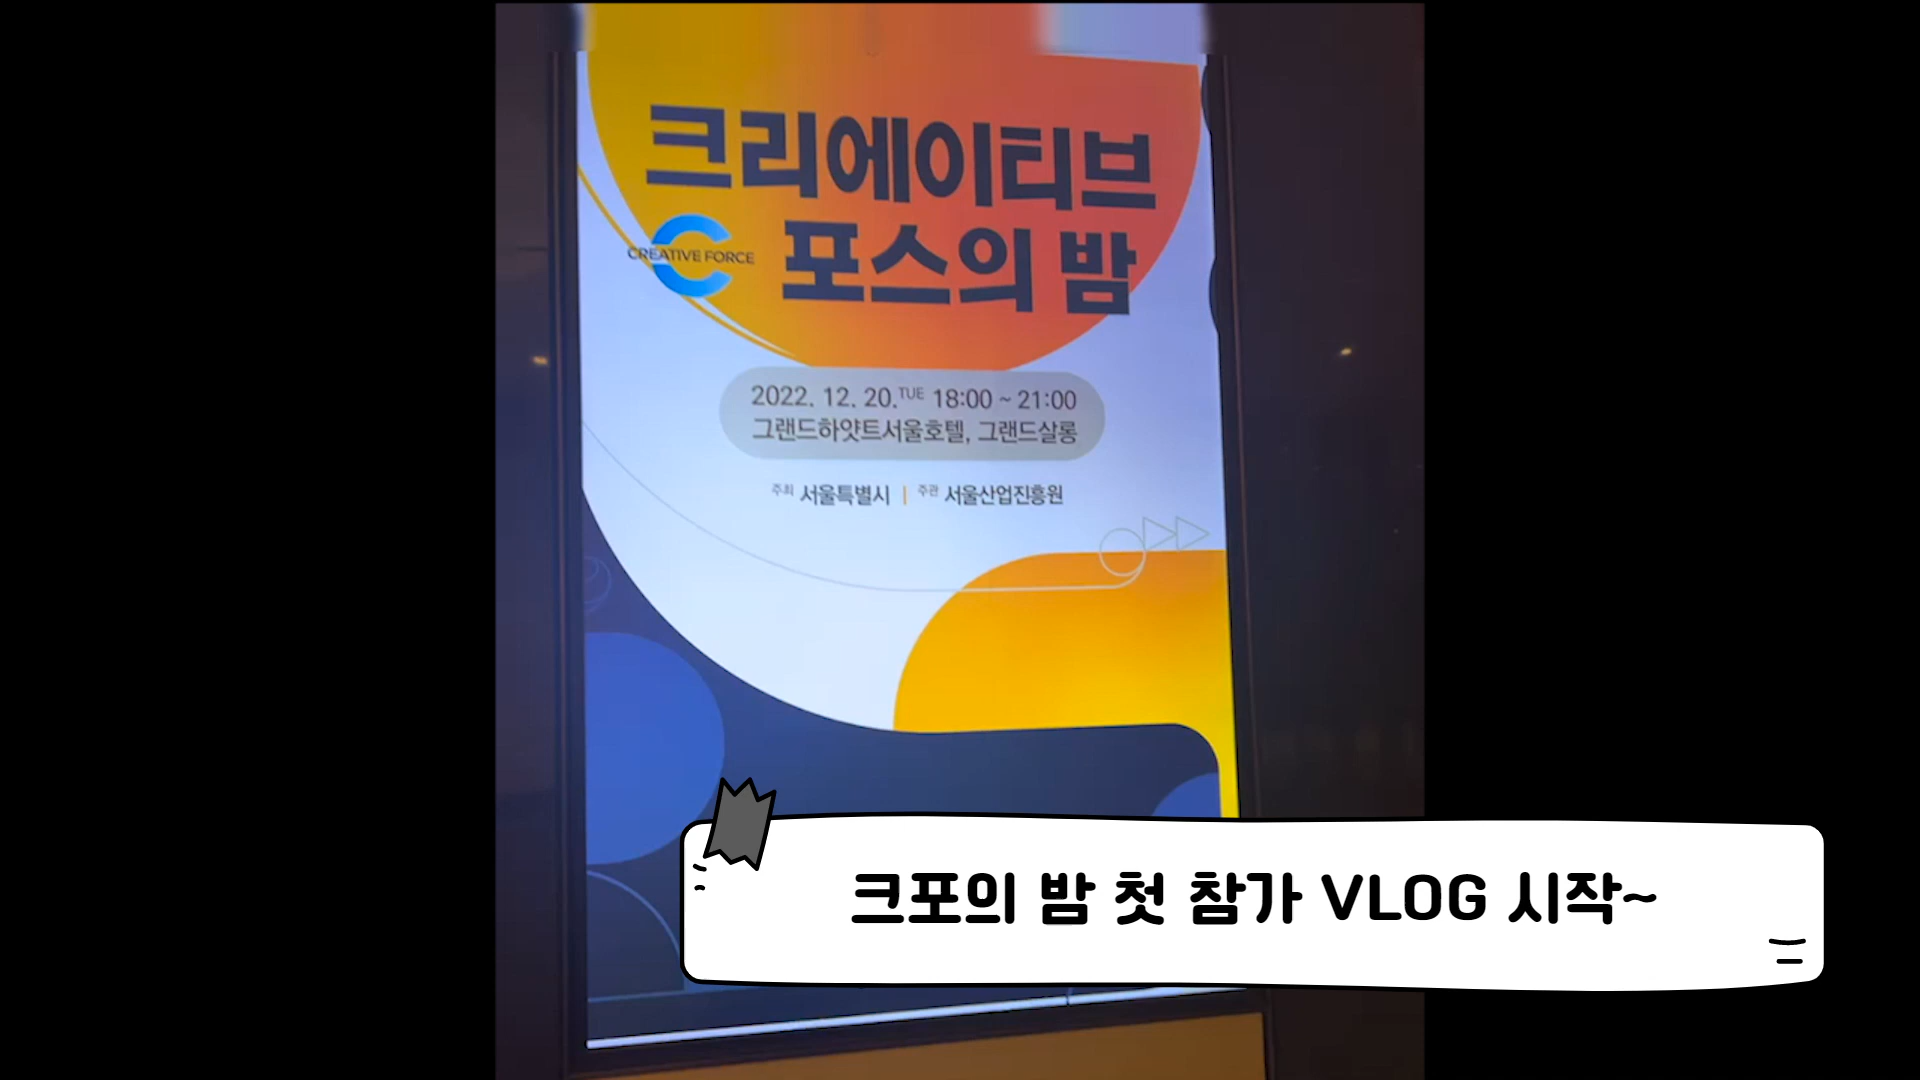 크리에이티브
CREATIVE FORCE 포스의 밤
2022. 12. 20.TUE 18:00 ~ 21:00
그랜드하얏트서울호텔, 그랜드살롱
주최 서울특별시 | 주관 서울산업진흥원
크포의 밤 첫 참가 VLOG 시작~